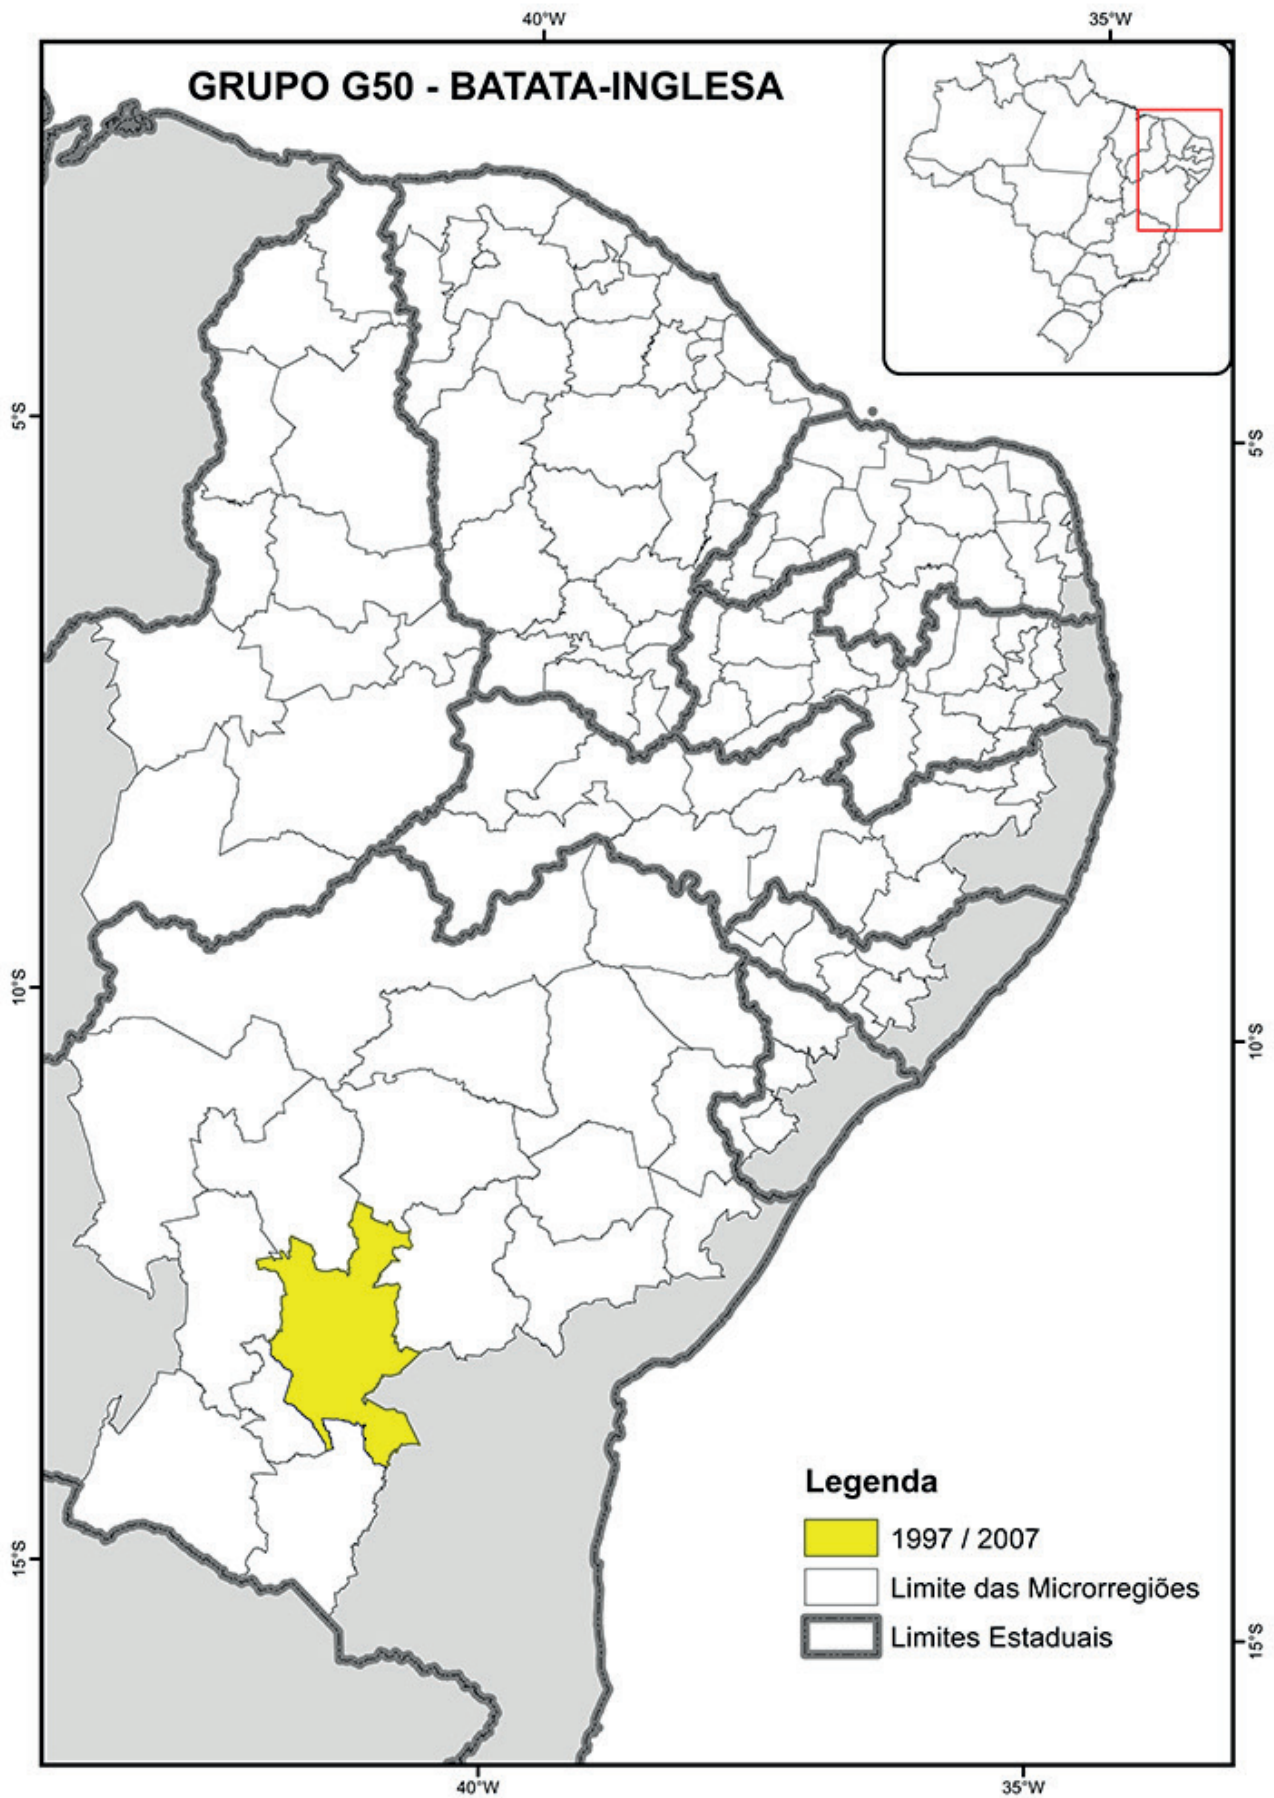 40°W
35°W
GRUPO G50 - BATATA-INGLESA
5°S
5°S
10°S
10°S
Legenda
1997 / 2007
15°S
Limite das Microrregiões
Limites Estaduais
15°S
40°W
35°W